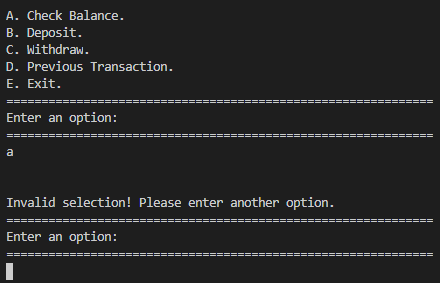 A. Check Balance.
B. Deposit.
C. Withdraw.
D. Previous Transaction.
E. Exit.
=============================================================
Enter an option:
=============================================================
a
Invalid selection! Please enter another option.
=============================================================
Enter an option:
=============================================================